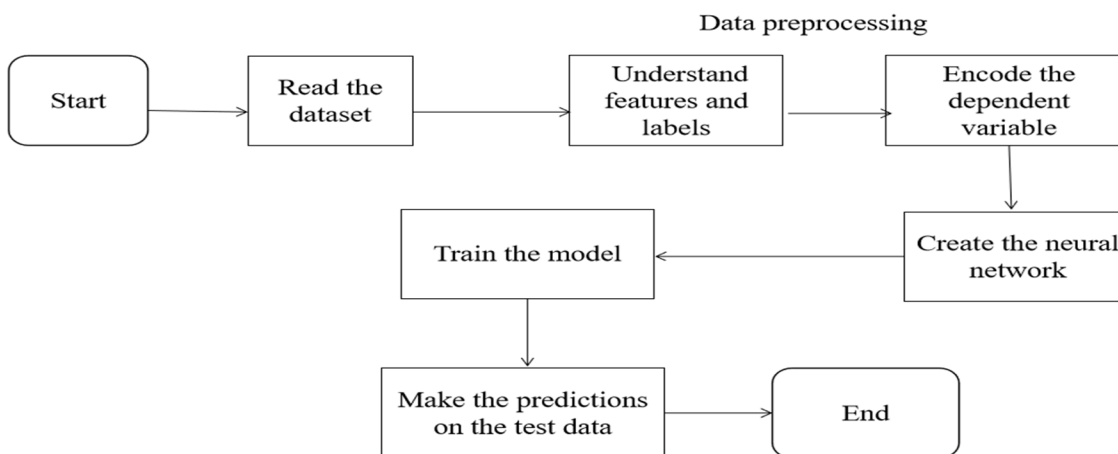 Data preprocessing
Start
Read the
dataset
Understand
features and
labels
Encode the
dependent
variable
Create the neural
network
Train the model
Make the predictions
on the test data
End